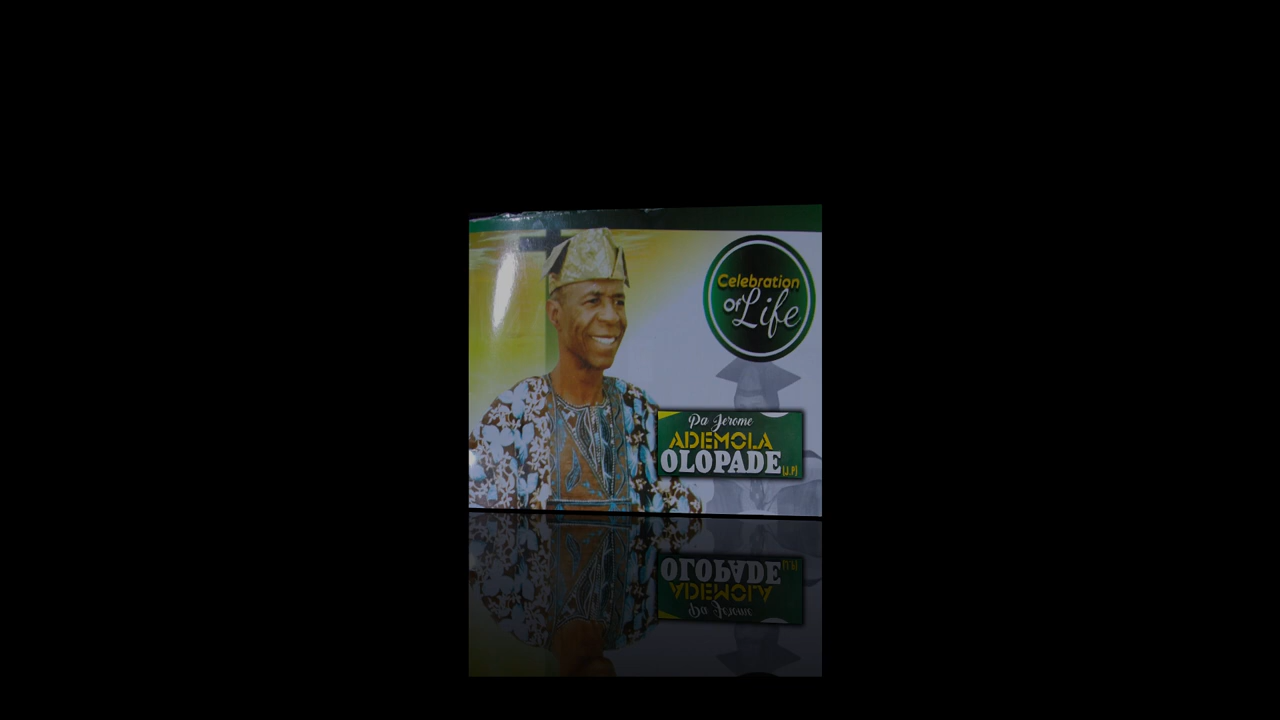 Celebration
Of Life
Pa Jerome
ADEMOLA
OLOPADE (J.P)